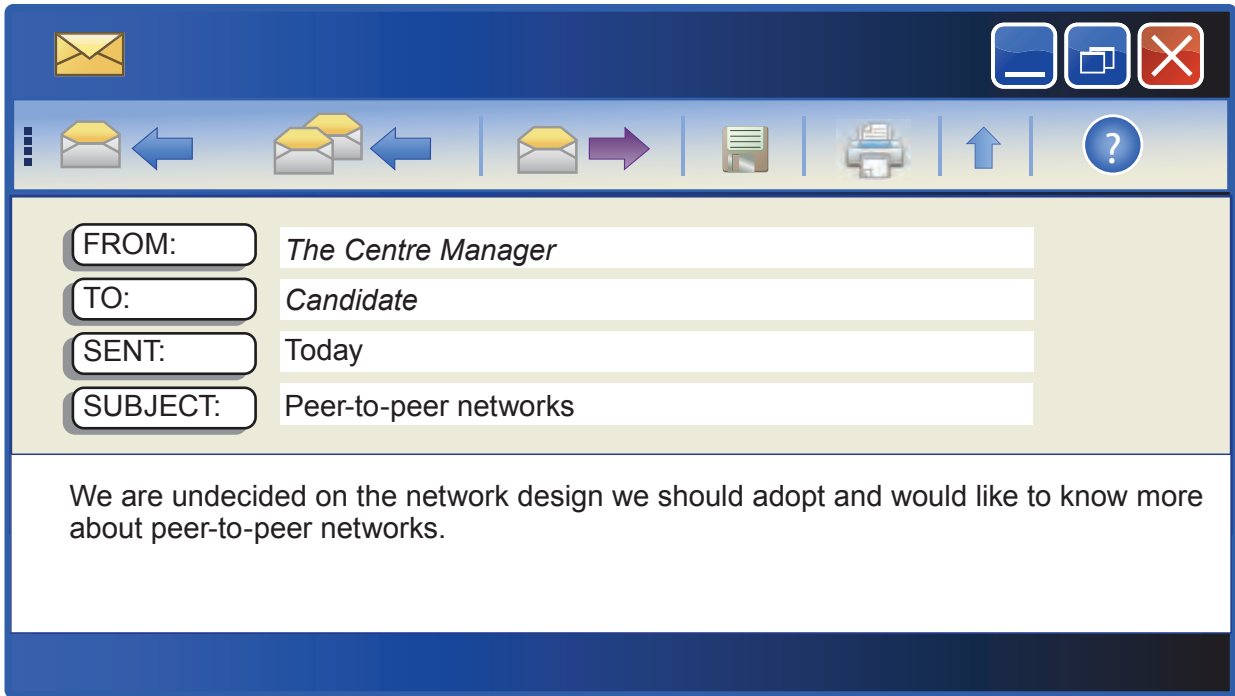 ?
FROM: The Centre Manager
TO: Candidate
SENT: Today
SUBJECT: Peer-to-peer networks
We are undecided on the network design we should adopt and would like to know more
about peer-to-peer networks.